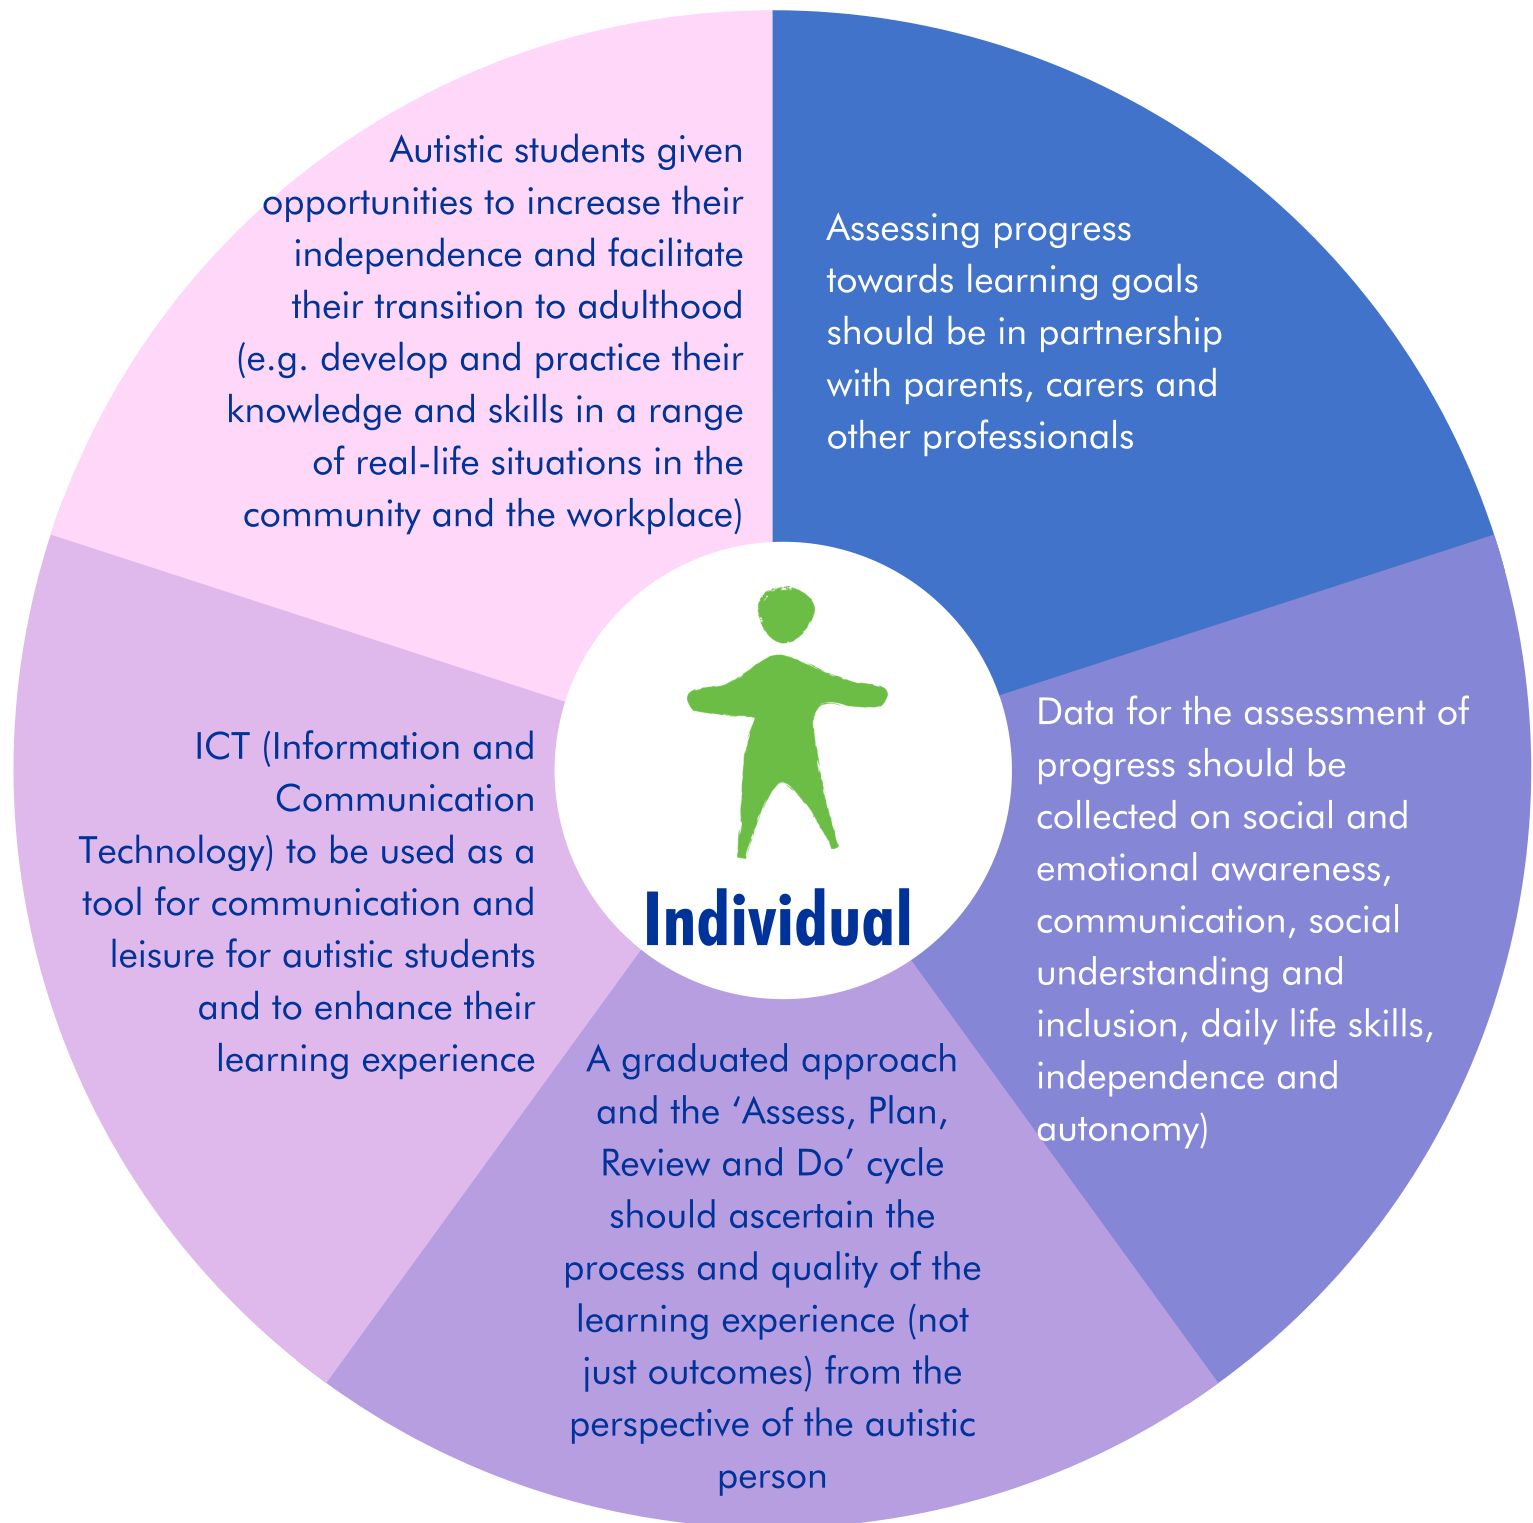 Autistic students given
opportunities to increase their
independence and facilitate
their transition to adulthood
(e.g. develop and practice their
knowledge and skills in a range
of real-life situations in the
community and the workplace)
Assessing progress
towards learning goals
should be in partnership
with parents, carers and
other professionals
Data for the assessment of
progress should be
collected on social and
emotional awareness,
communication, social
understanding and
inclusion, daily life skills,
independence and
autonomy)
A graduated approach
and the ‘Assess, Plan,
Review and Do’ cycle
should ascertain the
process and quality of the
learning experience (not
just outcomes) from the
perspective of the autistic
person
ICT (Information and
Communication
Technology) to be used as a
tool for communication and
leisure for autistic students
and to enhance their
learning experience
Individual